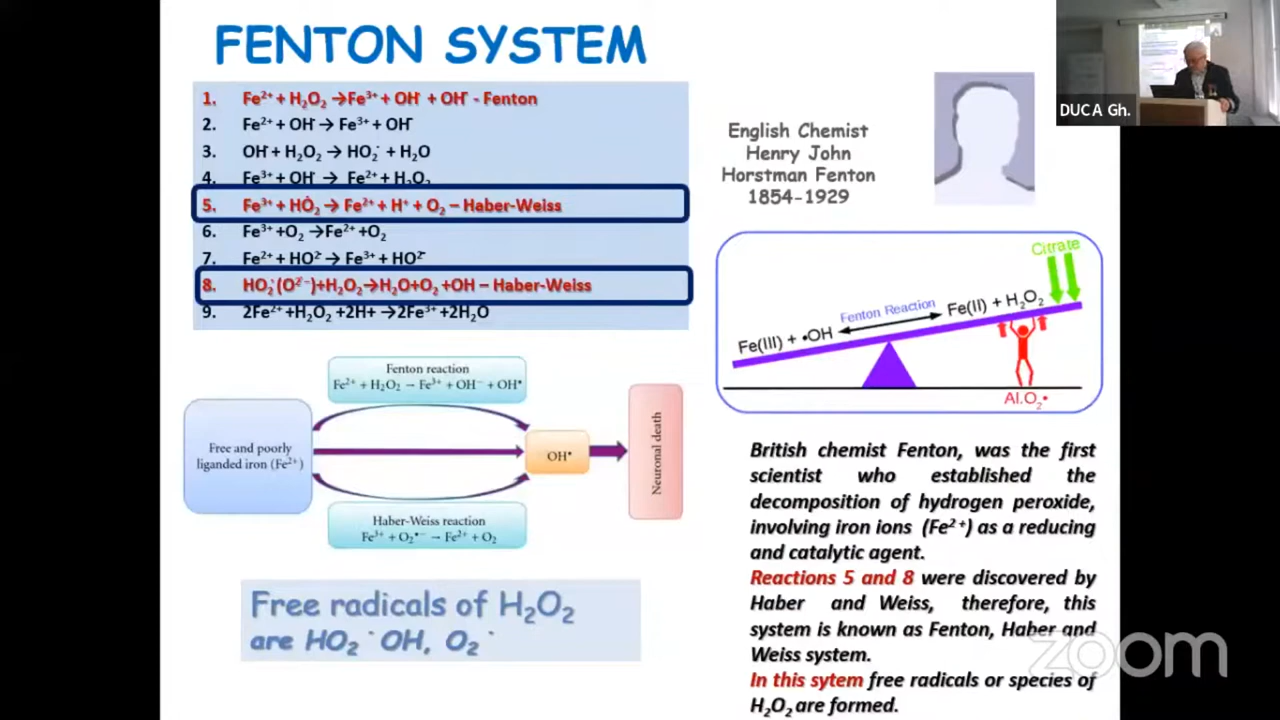 FENTON SYSTEM
1. Fe²⁺ + H₂O₂ →Fe³⁺ + OH˙ + OH⁻ - Fenton
2. Fe²⁺ + OH˙→ Fe³⁺ + OH⁻
3. OH˙+ H₂O₂ → HO₂˙ + H₂O
4. Fe³⁺ + OH˙ → Fe²⁺ + H₂O₂
5. Fe³⁺ + HȮ₂ → Fe²⁺ + H⁺ + O₂ – Haber-Weiss
6. Fe³⁺ +O₂ →Fe²⁺ +O₂
7. Fe²⁺ + HO²˙→ Fe³⁺ + HO²⁻
8. HO₂˙(O²˙⁻)+H₂O₂→H₂O+O₂ +OH – Haber-Weiss
9. 2Fe²⁺ +H₂O₂ +2H+ →2Fe³⁺ +2H₂O
English Chemist
Henry John
Horstman Fenton
1854-1929
DUCA Gh.
Citrate
Fe(III) + •OH
Fenton Reaction
Fe(II) + H₂O₂
Al.O₂•
Fenton reaction
Fe²⁺ + H₂O₂ → Fe³⁺ + OH⁻ + OH•
Free and poorly
liganded iron (Fe²⁺)
OH•
Neuronal death
Haber-Weiss reaction
Fe³⁺ + O₂•⁻ → Fe²⁺ + O₂
Free radicals of H₂O₂
are HO₂˙ OH, O₂˙
British chemist Fenton, was the first
scientist who established the
decomposition of hydrogen peroxide,
involving iron ions (Fe²⁺) as a reducing
and catalytic agent.
Reactions 5 and 8 were discovered by
Haber and Weiss, therefore, this
system is known as Fenton, Haber and
Weiss system.
In this sytem free radicals or species of
H₂O₂ are formed.
zoom